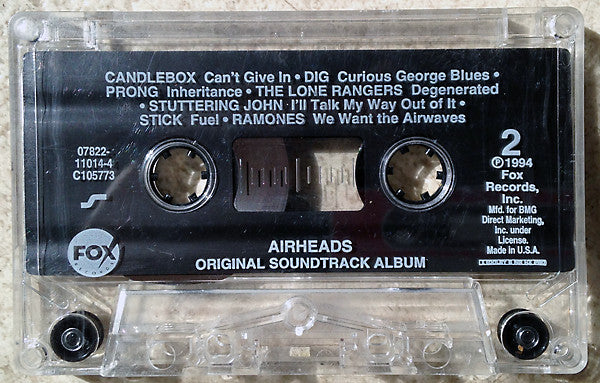 CANDLEBOX Can't Give In • DIG Curious George Blues •
PRONG Inheritance • THE LONE RANGERS Degenerated
• STUTTERING JOHN I'll Talk My Way Out of It •
STICK Fuel • RAMONES We Want the Airwaves
07822-
11014-4
C105773
2
℗1994
Fox
Records,
Inc.
Mfd. for BMG
Direct Marketing,
Inc. under
License.
Made in U.S.A.
FOX
RECORDS
AIRHEADS
ORIGINAL SOUNDTRACK ALBUM